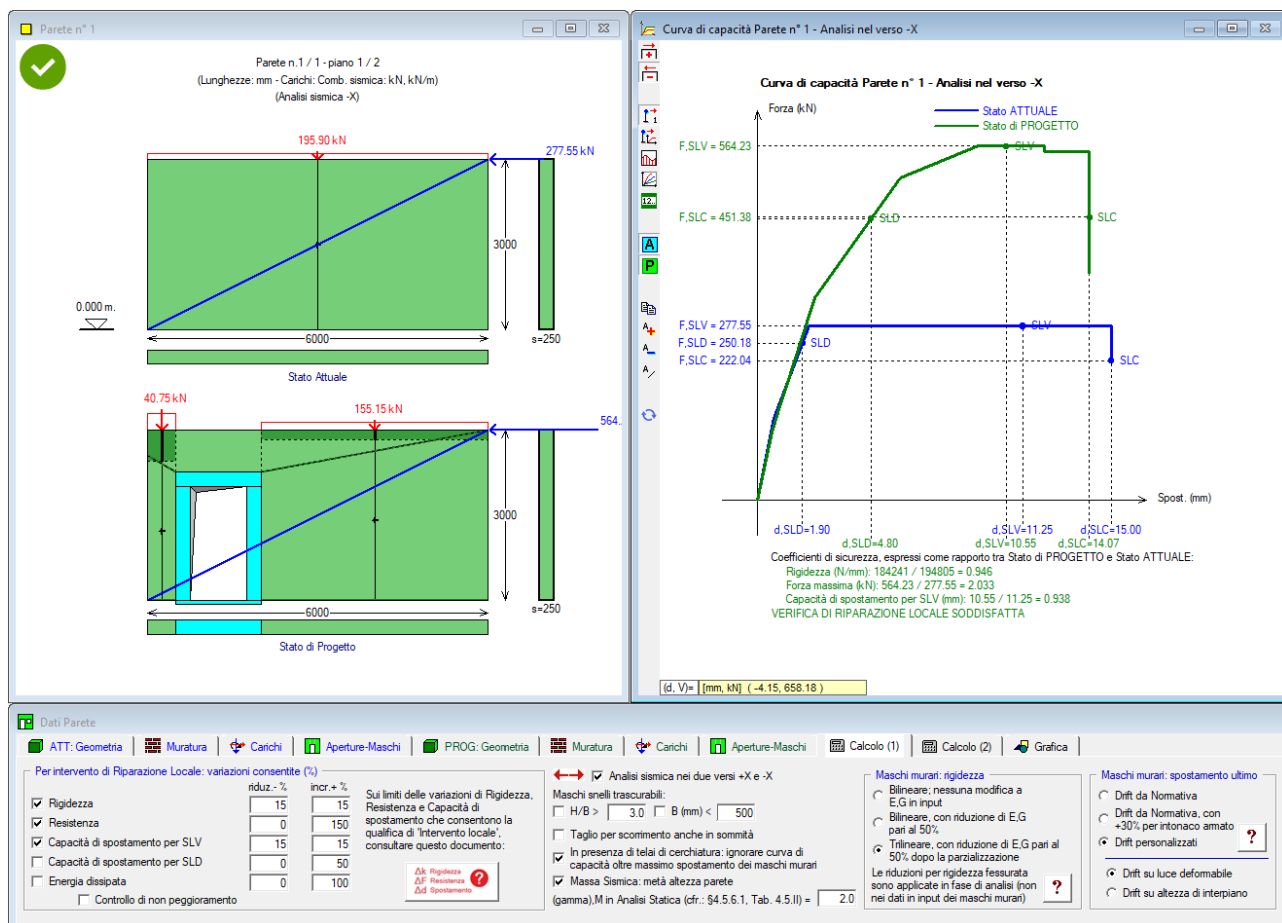 Parete n° 1
Parete n.1 / 1 - piano 1 / 2
(Lunghezze: mm - Carichi: Comb. sismica: kN, kN/m)
(Analisi sismica -X)
195.90 kN
277.55 kN
3000
0.000 m.
6000
s=250
Stato Attuale
40.75 kN
155.15 kN
564.
3000
6000
s=250
Stato di Progetto
Curva di capacità Parete n° 1 - Analisi nel verso -X
Curva di capacità Parete n° 1 - Analisi nel verso -X
Forza (kN)
Stato ATTUALE
Stato di PROGETTO
F,SLV = 564.23
SLV
F,SLC = 451.38
SLD
SLC
F,SLV = 277.55
SLV
F,SLD = 250.18
SLD
F,SLC = 222.04
SLC
Spost. (mm)
d,SLD=1.90
d,SLV=11.25
d,SLC=15.00
d,SLD=4.80
d,SLV=10.55
d,SLC=14.07
Coefficienti di sicurezza, espressi come rapporto tra Stato di PROGETTO e Stato ATTUALE:
Rigidezza (N/mm): 184241 / 194805 = 0.946
Forza massima (kN): 564.23 / 277.55 = 2.033
Capacità di spostamento per SLV (mm): 10.55 / 11.25 = 0.938
VERIFICA DI RIPARAZIONE LOCALE SODDISFATTA
(d, V)= [mm, kN] ( -4.15, 658.18 )
1
12..
A
P
A
A
A
Dati Parete
ATT: Geometria
Muratura
Carichi
Aperture-Maschi
PROG: Geometria
Muratura
Carichi
Aperture-Maschi
Calcolo (1)
Calcolo (2)
Grafica
Per intervento di Riparazione Locale: variazioni consentite (%)
riduz.- % incr.+ %
Rigidezza 15 15
Resistenza 0 150
Capacità di spostamento per SLV 15 15
Capacità di spostamento per SLD 0 50
Energia dissipata 0 100
Controllo di non peggioramento
Sui limiti delle variazioni di Rigidezza,
Resistenza e Capacità di
spostamento che consentono la
qualifica di 'Intervento locale',
consultare questo documento:
Δk Rigidezza
ΔF Resistenza ?
Δd Spostamento
Analisi sismica nei due versi +X e -X
Maschi snelli trascurabili:
H/B > 3.0 B (mm) < 500
Taglio per scorrimento anche in sommità
In presenza di telai di cerchiatura: ignorare curva di
capacità oltre massimo spostamento dei maschi murari
Massa Sismica: metà altezza parete
(gamma),M in Analisi Statica (cfr.: §4.5.6.1, Tab. 4.5.II) = 2.0
Maschi murari: rigidezza
Bilineare; nessuna modifica a
E,G in input
Bilineare, con riduzione di E,G
pari al 50%
Trilineare, con riduzione di E,G pari al
50% dopo la parzializzazione
Le riduzioni per rigidezza fessurata
sono applicate in fase di analisi (non
nei dati in input dei maschi murari)
?
Maschi murari: spostamento ultimo
Drift da Normativa
Drift da Normativa, con
+30% per intonaco armato
?
Drift personalizzati
Drift su luce deformabile
Drift su altezza di interpiano